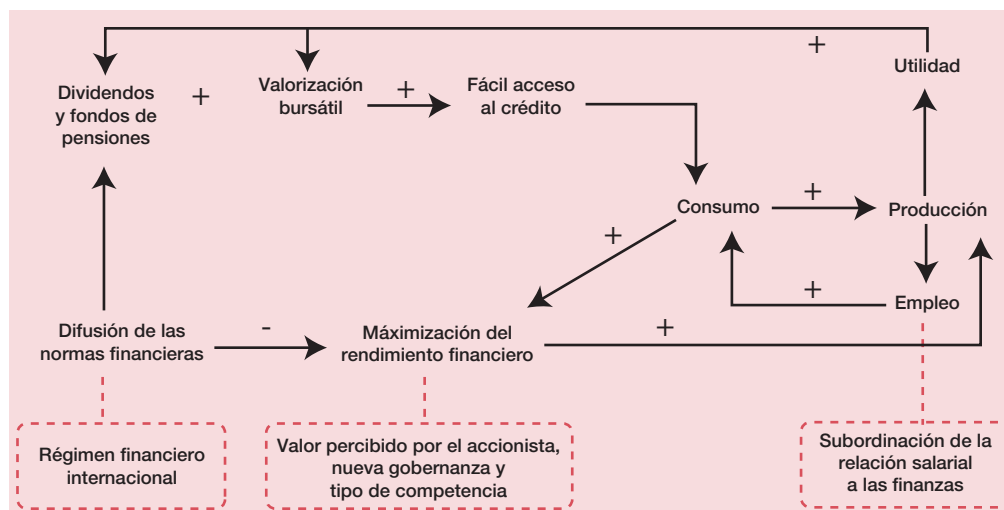 +
Utilidad
Dividendos
y fondos de
pensiones
+
Valorización
bursátil
+
Fácil acceso
al crédito
Consumo
+
Producción
+
+
Empleo
Difusión de las
normas financieras
-
Máximización del
rendimiento financiero
+
Régimen financiero
internacional
Valor percibido por el accionista,
nueva gobernanza y
tipo de competencia
Subordinación de la
relación salarial
a las finanzas